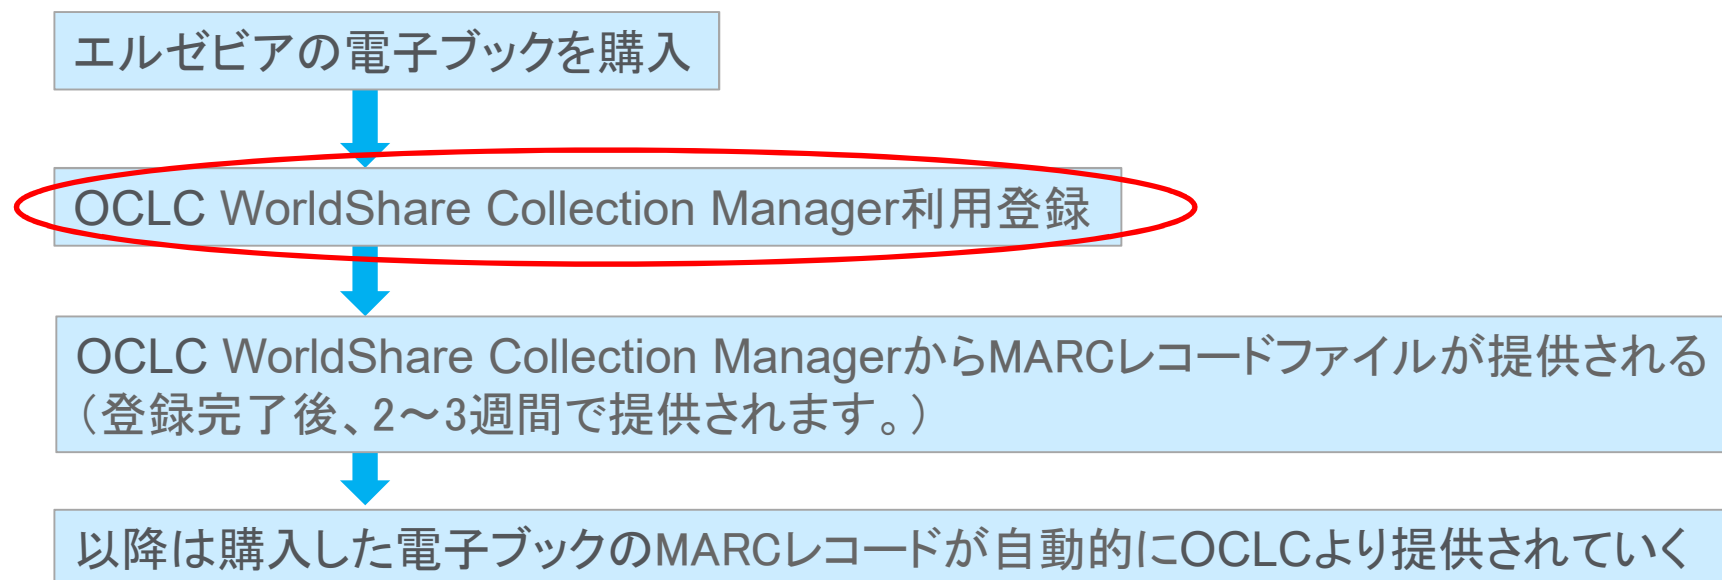 エルゼビアの電子ブックを購入
OCLC WorldShare Collection Manager利用登録
OCLC WorldShare Collection ManagerからMARCレコードファイルが提供される
（登録完了後、2～3週間で提供されます。）
以降は購入した電子ブックのMARCレコードが自動的にOCLCより提供されていく